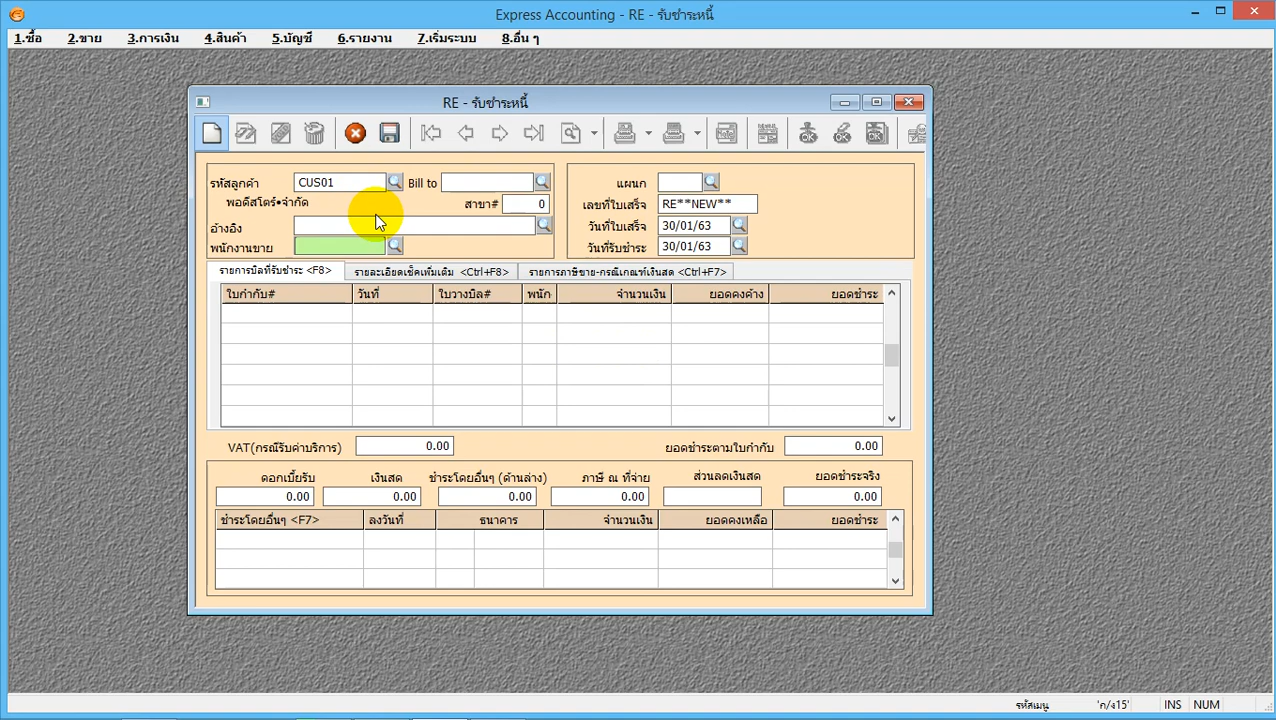 Express Accounting - RE - รับชำระหนี้
1.ซื้อ 2.ขาย 3.การเงิน 4.สินค้า 5.บัญชี 6.รายงาน 7.เริ่มระบบ 8.อื่น ๆ
RE - รับชำระหนี้
รหัสลูกค้า CUS01 Bill to แผนก
พอดีสโตร์•จำกัด สาขา# 0 เลขที่ใบเสร็จ RE**NEW**
อ้างอิง วันที่ใบเสร็จ 30/01/63
พนักงานขาย วันที่รับชำระ 30/01/63
รายการบิลที่รับชำระ <F8> รายละเอียดเช็คเพิ่มเติม <Ctrl+F8> รายการภาษีขาย-กรณีเกณฑ์เงินสด <Ctrl+F7>
ใบกำกับ# วันที่ ใบวางบิล# พนัก จำนวนเงิน ยอดคงค้าง ยอดชำระ
VAT(กรณีรับค่าบริการ) 0.00 ยอดชำระตามใบกำกับ 0.00
ดอกเบี้ยรับ เงินสด ชำระโดยอื่นๆ (ด้านล่าง) ภาษี ณ ที่จ่าย ส่วนลดเงินสด ยอดชำระจริง
0.00 0.00 0.00 0.00 0.00
ชำระโดยอื่นๆ <F7> ลงวันที่ ธนาคาร จำนวนเงิน ยอดคงเหลือ ยอดชำระ
รหัสเมนู 'ก/ง15' INS NUM